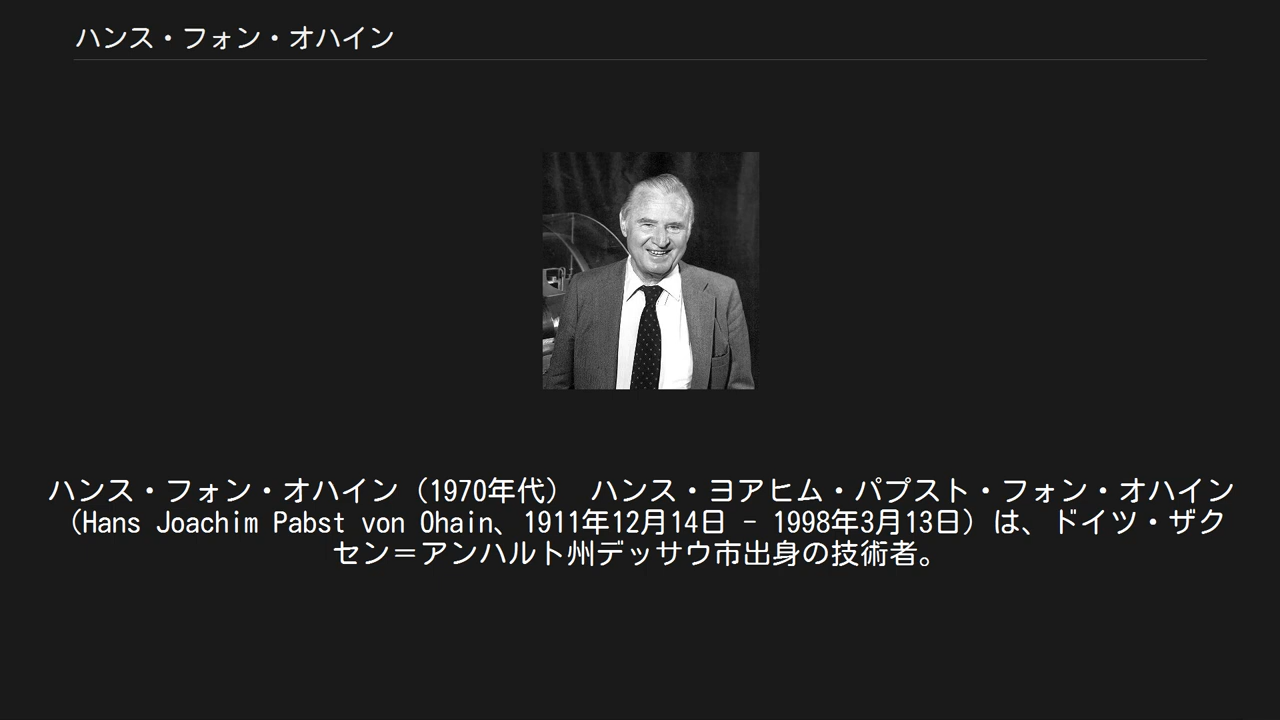 ハンス・フォン・オハイン
ハンス・フォン・オハイン（1970年代） ハンス・ヨアヒム・パプスト・フォン・オハイン
（Hans Joachim Pabst von Ohain、1911年12月14日 - 1998年3月13日）は、ドイツ・ザク
セン＝アンハルト州デッサウ市出身の技術者。